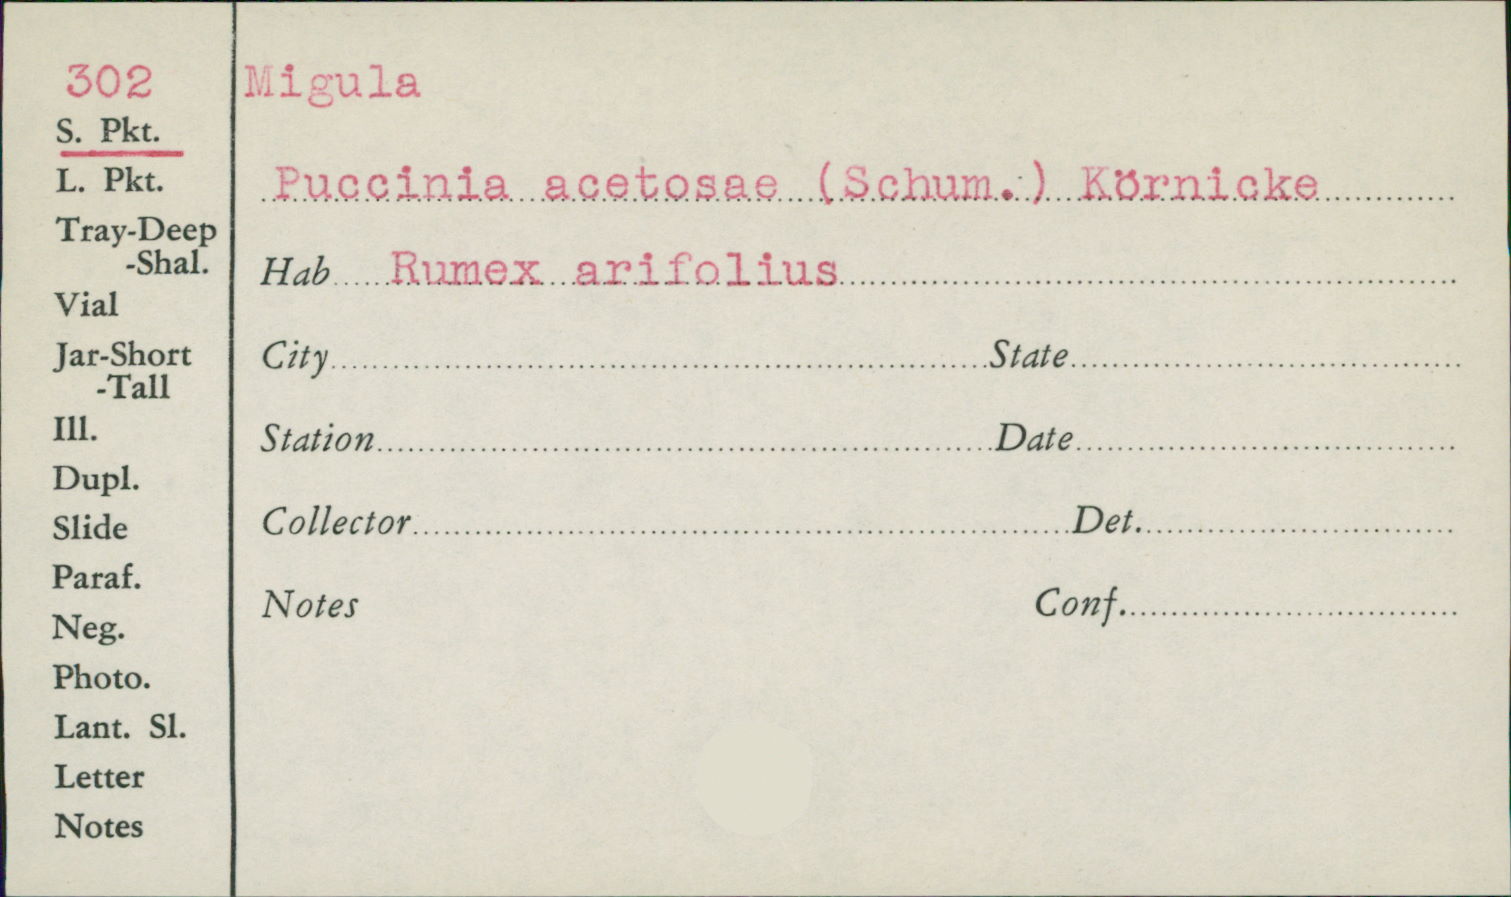 302 Migula
S. Pkt.
L. Pkt.
Puccinia acetosae (Schum.) Körnicke
Tray-Deep
-Shal.
Hab Rumex arifolius
Vial
Jar-Short
-Tall
City State
Ill.
Station Date
Dupl.
Slide
Collector Det.
Paraf.
Neg.
Notes Conf.
Photo.
Lant. Sl.
Letter
Notes